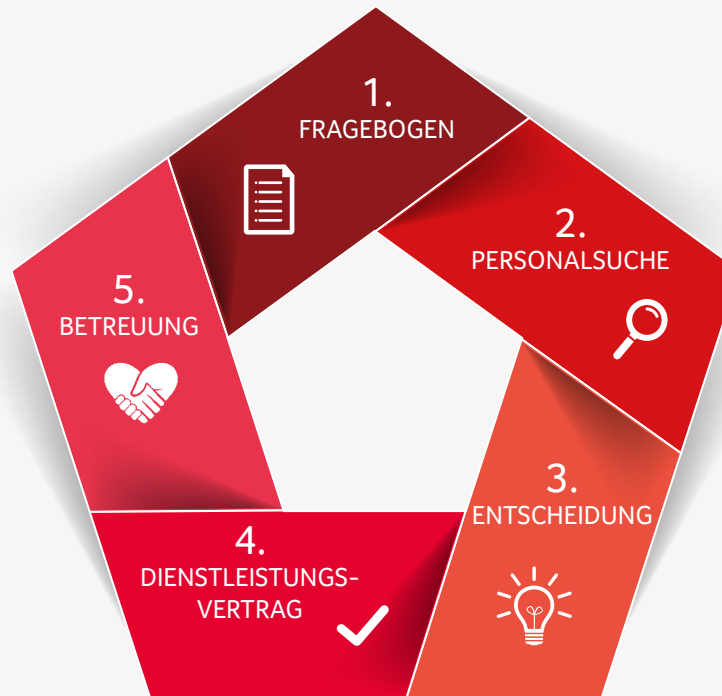 1.
FRAGEBOGEN
2.
PERSONALSUCHE
3.
ENTSCHEIDUNG
4.
DIENSTLEISTUNGS-
VERTRAG
5.
BETREUUNG